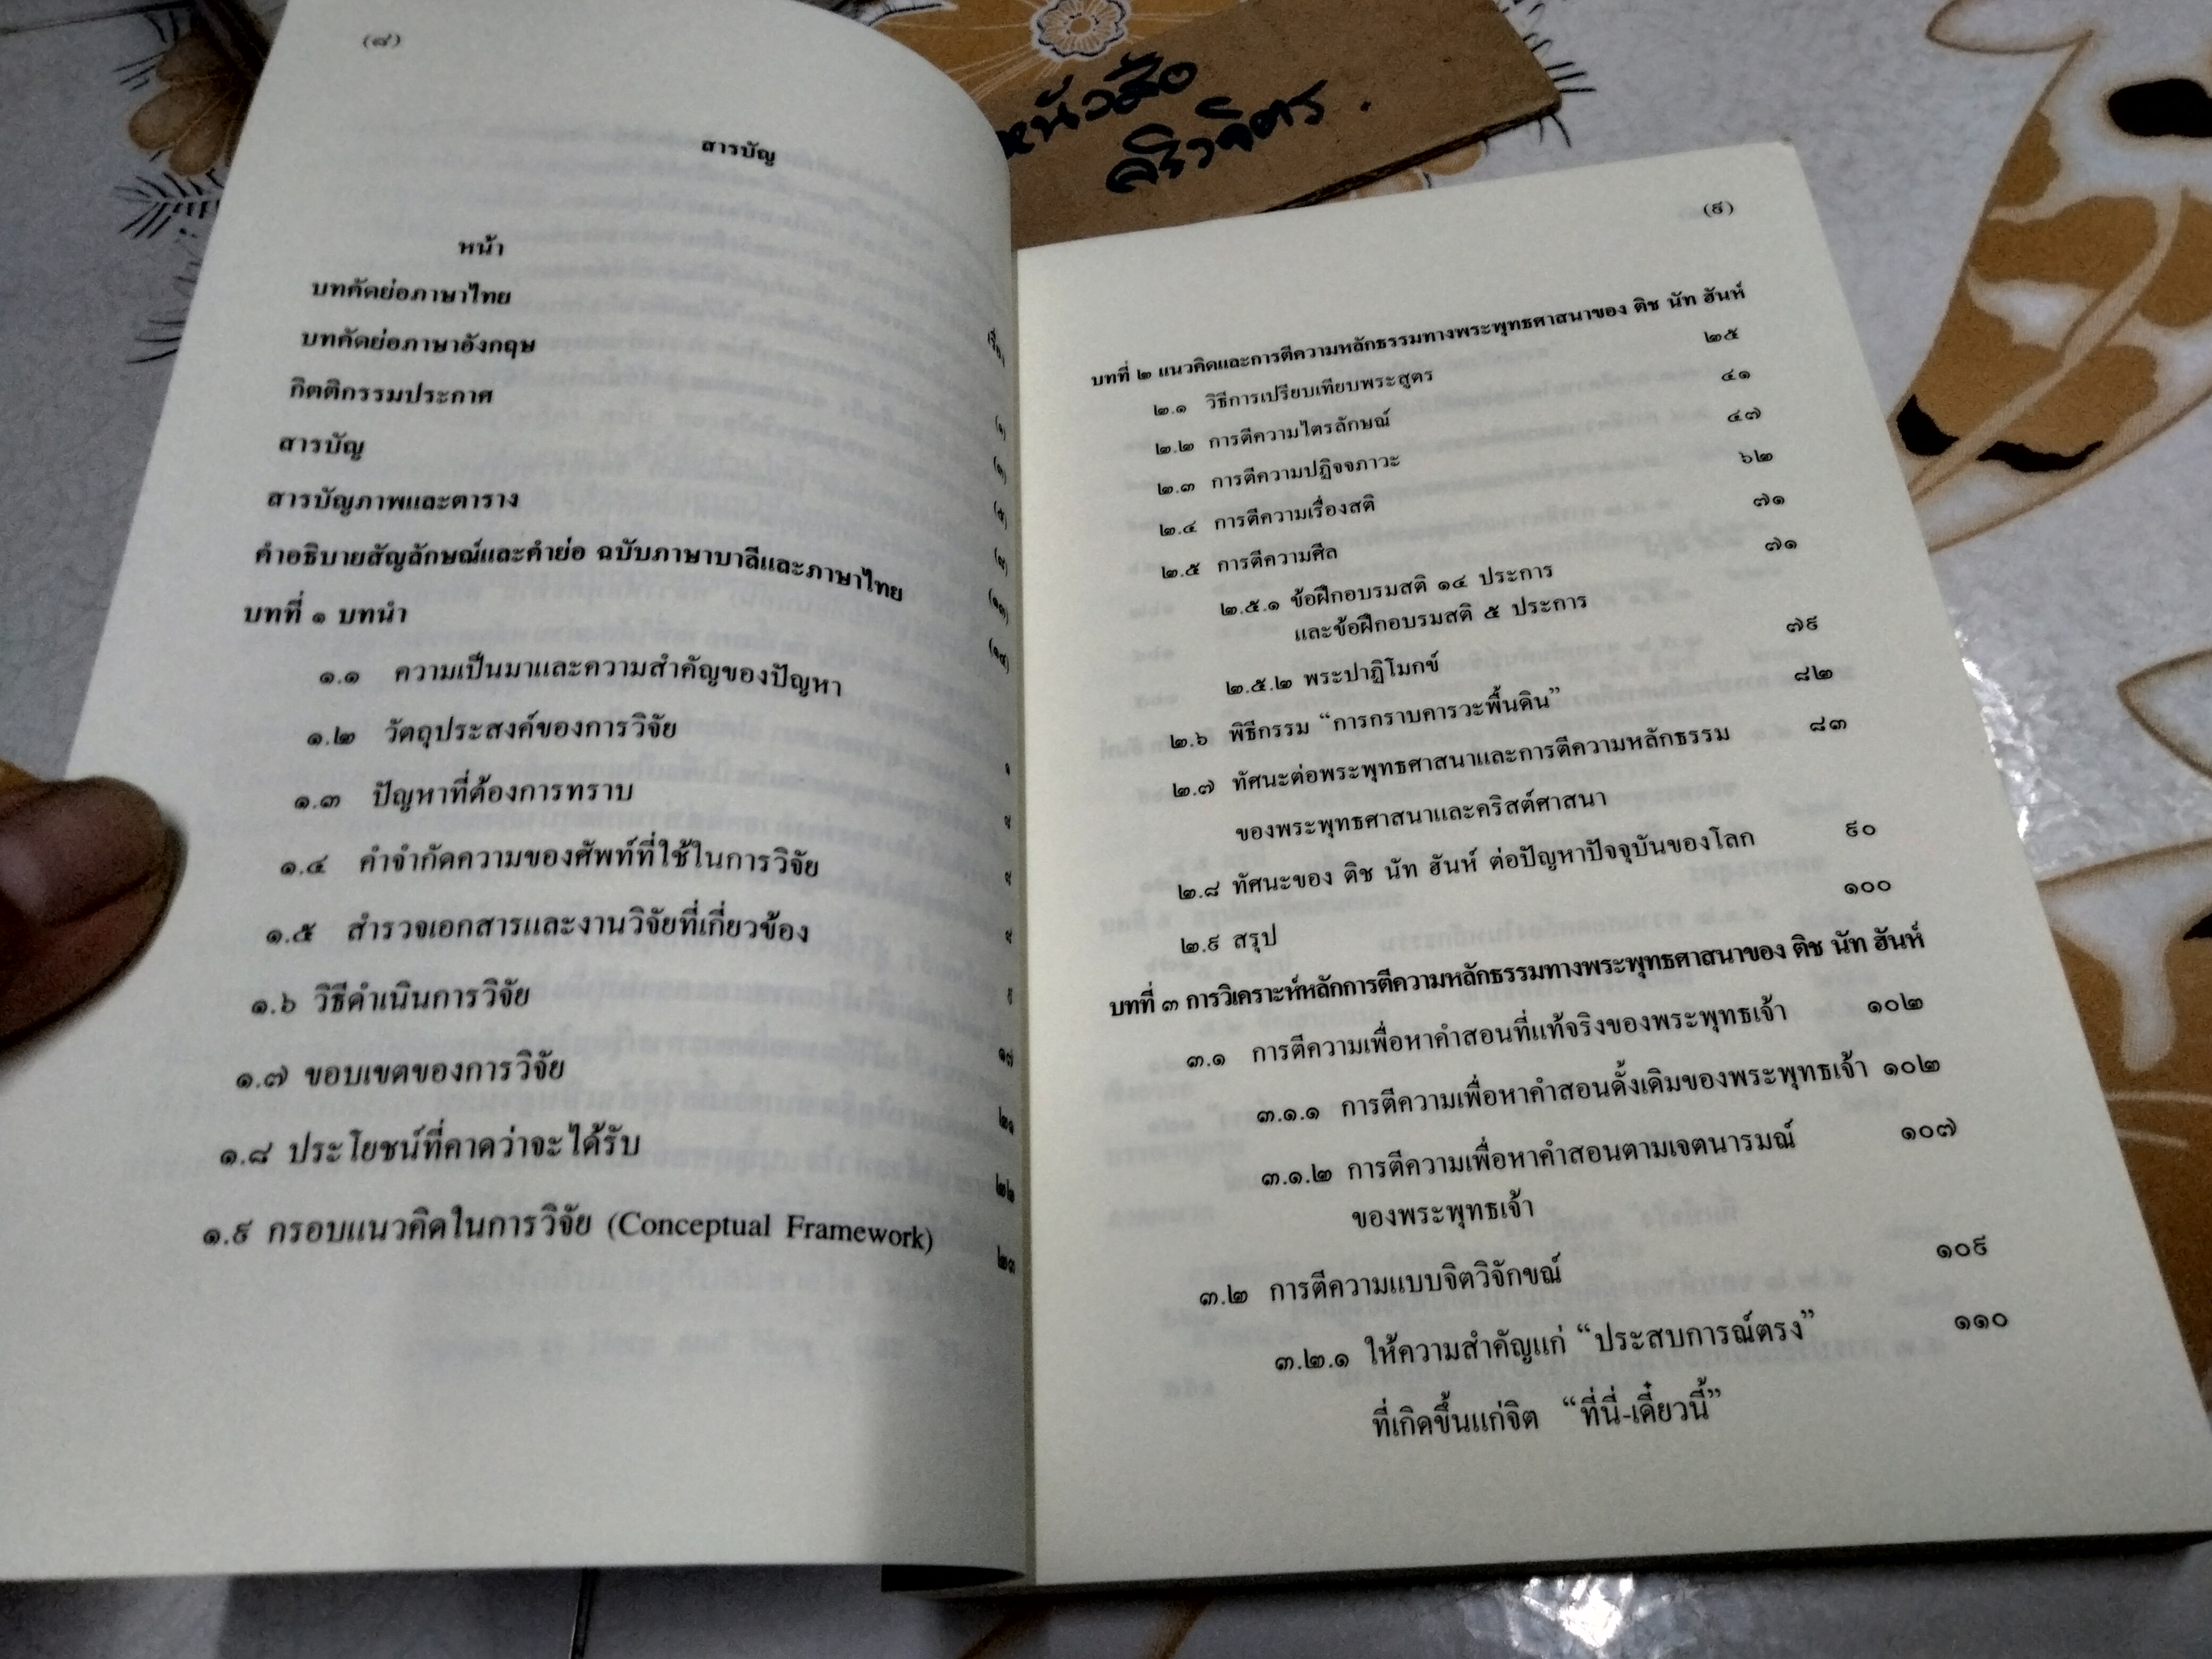 หนังสือ
ศิริวจิตร.
(๘)
สารบัญ
หน้า
บทคัดย่อภาษาไทย
บทคัดย่อภาษาอังกฤษ
กิตติกรรมประกาศ (๑)
สารบัญ (๓)
สารบัญภาพและตาราง
คำอธิบายสัญลักษณ์และคำย่อ ฉบับภาษาบาลีและภาษาไทย
บทที่ ๑ บทนำ
๑.๑ ความเป็นมาและความสำคัญของปัญหา ๑
๑.๒ วัตถุประสงค์ของการวิจัย
๑.๓ ปัญหาที่ต้องการทราบ
๑.๔ คำจำกัดความของศัพท์ที่ใช้ในการวิจัย
๑.๕ สำรวจเอกสารและงานวิจัยที่เกี่ยวข้อง
๑.๖ วิธีดำเนินการวิจัย ๑๗
๑.๗ ขอบเขตของการวิจัย ๒๑
๑.๘ ประโยชน์ที่คาดว่าจะได้รับ ๒๒
๑.๙ กรอบแนวคิดในการวิจัย (Conceptual Framework) ๒๓
(๙)
บทที่ ๒ แนวคิดและการตีความหลักธรรมทางพระพุทธศาสนาของ ติช นัท ฮันห์
๒.๑ วิธีการเปรียบเทียบพระสูตร ๒๕
๒.๒ การตีความไตรลักษณ์ ๔๑
๒.๓ การตีความปฏิจจภาวะ ๔๗
๒.๔ การตีความเรื่องสติ ๖๒
๒.๕ การตีความศีล ๗๑
๒.๕.๑ ข้อฝึกอบรมสติ ๑๔ ประการ ๗๑
และข้อฝึกอบรมสติ ๕ ประการ
๒.๕.๒ พระปาฏิโมกข์ ๗๙
๒.๖ พิธีกรรม “การกราบคารวะพื้นดิน” ๘๒
๒.๗ ทัศนะต่อพระพุทธศาสนาและการตีความหลักธรรม ๘๓
ของพระพุทธศาสนาและคริสต์ศาสนา
๒.๘ ทัศนะของ ติช นัท ฮันห์ ต่อปัญหาปัจจุบันของโลก ๙๐
๒.๙ สรุป ๑๐๐
บทที่ ๓ การวิเคราะห์หลักการตีความหลักธรรมทางพระพุทธศาสนาของ ติช นัท ฮันห์
๓.๑ การตีความเพื่อหาคำสอนที่แท้จริงของพระพุทธเจ้า ๑๐๒
๓.๑.๑ การตีความเพื่อหาคำสอนดั้งเดิมของพระพุทธเจ้า ๑๐๒
๓.๑.๒ การตีความเพื่อหาคำสอนตามเจตนารมณ์ ๑๐๗
ของพระพุทธเจ้า
๓.๒ การตีความแบบจิตวิจักขณ์ ๑๐๙
๓.๒.๑ ให้ความสำคัญแก่ “ประสบการณ์ตรง” ๑๑๐
ที่เกิดขึ้นแก่จิต “ที่นี่-เดี๋ยวนี้”